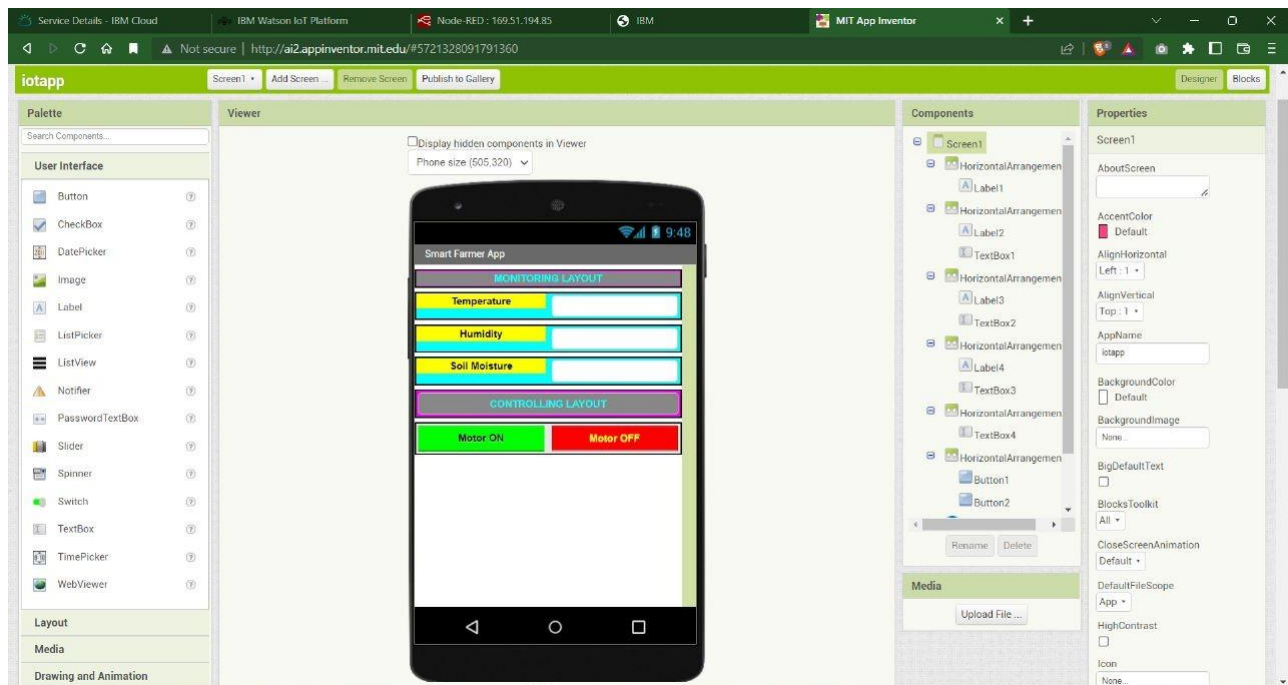 Service Details - IBM Cloud
IBM Watson IoT Platform
Node-RED : 169.51.194.85
IBM
MIT App Inventor
Not secure | http://ai2.appinventor.mit.edu/#5721328091791360
iotapp
Screen1
Add Screen ...
Remove Screen
Publish to Gallery
Designer
Blocks
Palette
Search Components...
User Interface
Button
CheckBox
DatePicker
Image
Label
ListPicker
ListView
Notifier
PasswordTextBox
Slider
Spinner
Switch
TextBox
TimePicker
WebViewer
Layout
Media
Drawing and Animation
Viewer
Display hidden components in Viewer
Phone size (505,320)
9:48
Smart Farmer App
MONITORING LAYOUT
Temperature
Humidity
Soil Moisture
CONTROLLING LAYOUT
Motor ON
Motor OFF
Components
Screen1
HorizontalArrangemen
Label1
HorizontalArrangemen
Label2
TextBox1
HorizontalArrangemen
Label3
TextBox2
HorizontalArrangemen
Label4
TextBox3
HorizontalArrangemen
TextBox4
HorizontalArrangemen
Button1
Button2
Rename
Delete
Media
Upload File ...
Properties
Screen1
AboutScreen
AccentColor
Default
AlignHorizontal
Left : 1
AlignVertical
Top : 1
AppName
iotapp
BackgroundColor
Default
BackgroundImage
None...
BigDefaultText
BlocksToolkit
All
CloseScreenAnimation
Default
DefaultFileScope
App
HighContrast
Icon
None...